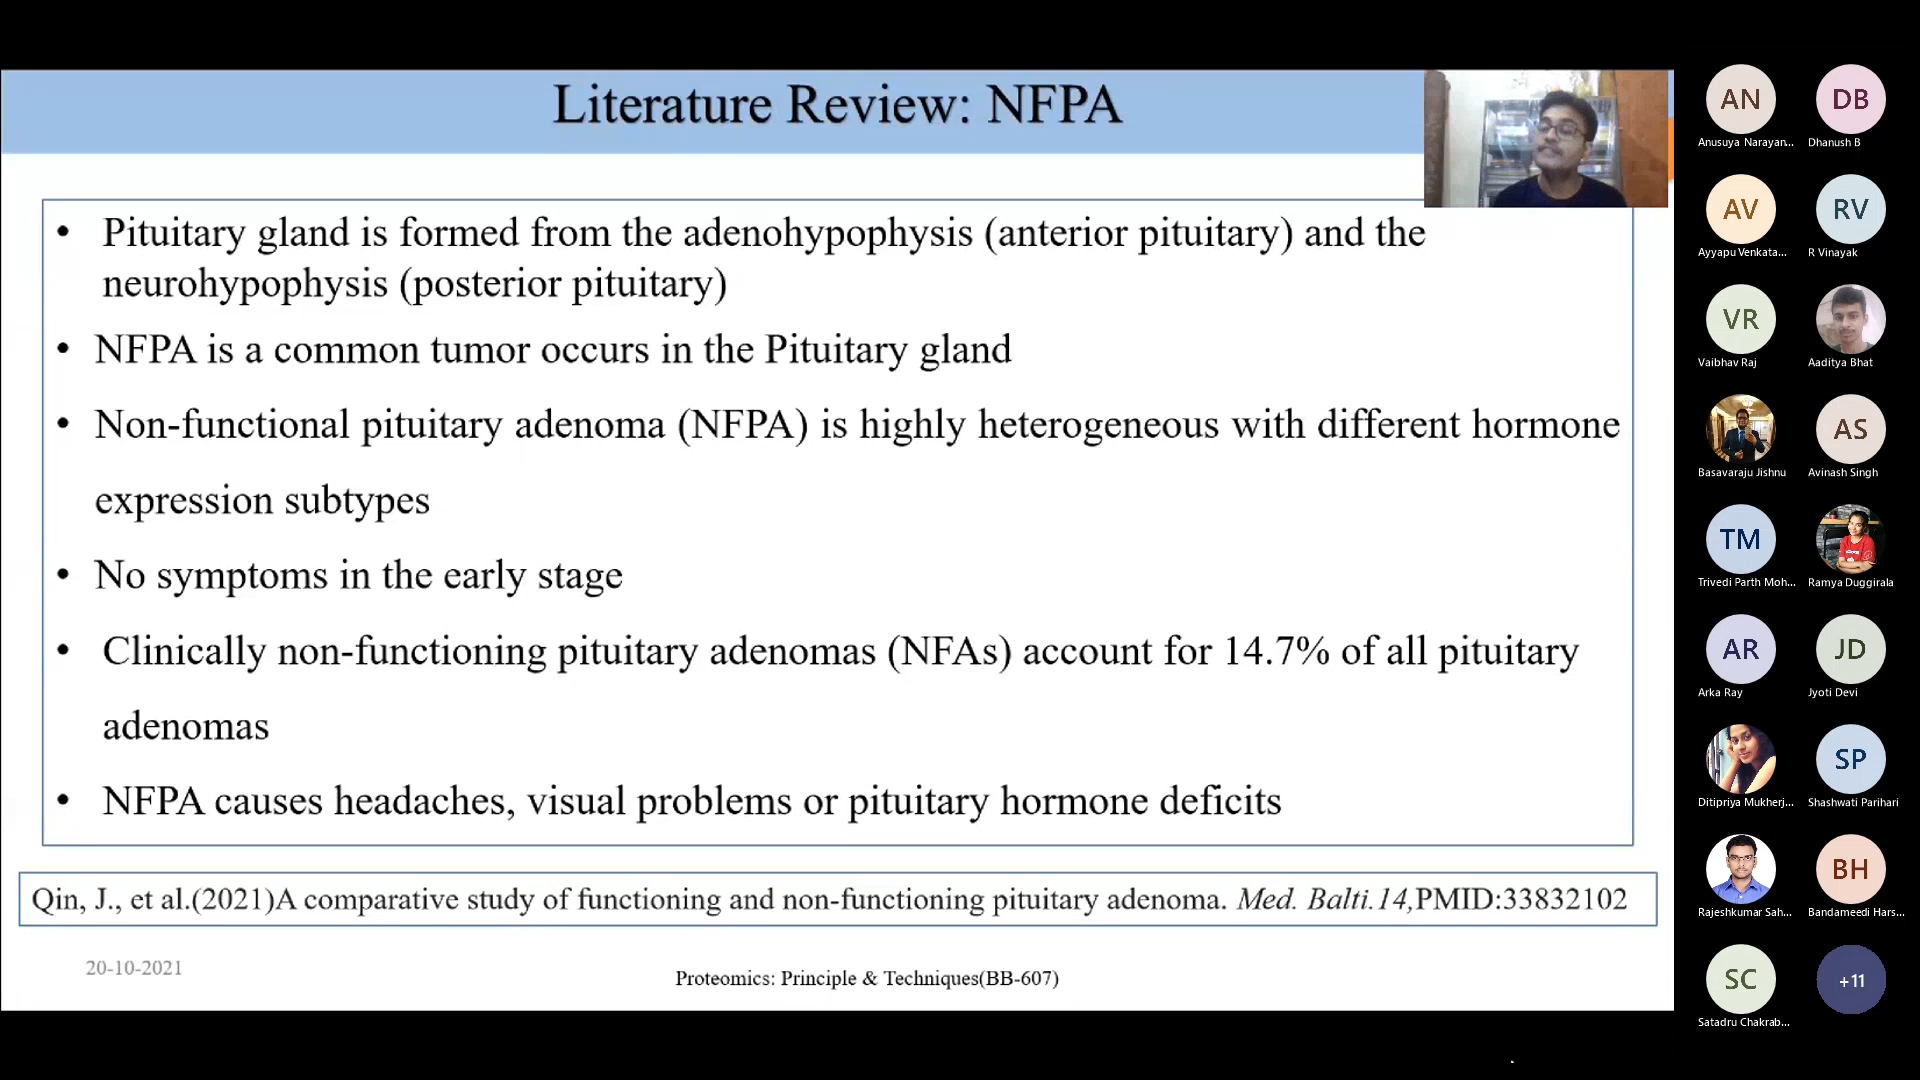 Literature Review: NFPA
• Pituitary gland is formed from the adenohypophysis (anterior pituitary) and the
neurohypophysis (posterior pituitary)
• NFPA is a common tumor occurs in the Pituitary gland
• Non-functional pituitary adenoma (NFPA) is highly heterogeneous with different hormone
expression subtypes
• No symptoms in the early stage
• Clinically non-functioning pituitary adenomas (NFAs) account for 14.7% of all pituitary
adenomas
• NFPA causes headaches, visual problems or pituitary hormone deficits
Qin, J., et al.(2021)A comparative study of functioning and non-functioning pituitary adenoma. Med. Balti.14,PMID:33832102
20-10-2021
Proteomics: Principle & Techniques(BB-607)
AN DB
Anusuya Narayan... Dhanush B
AV RV
Ayyapu Venkata... R Vinayak
VR
Vaibhav Raj Aaditya Bhat
AS
Basavaraju Jishnu Avinash Singh
TM
Trivedi Parth Moh... Ramya Duggirala
AR JD
Arka Ray Jyoti Devi
SP
Ditipriya Mukherj... Shashwati Parihari
BH
Rajeshkumar Sah... Bandameedi Hars...
SC +11
Satadru Chakrab...